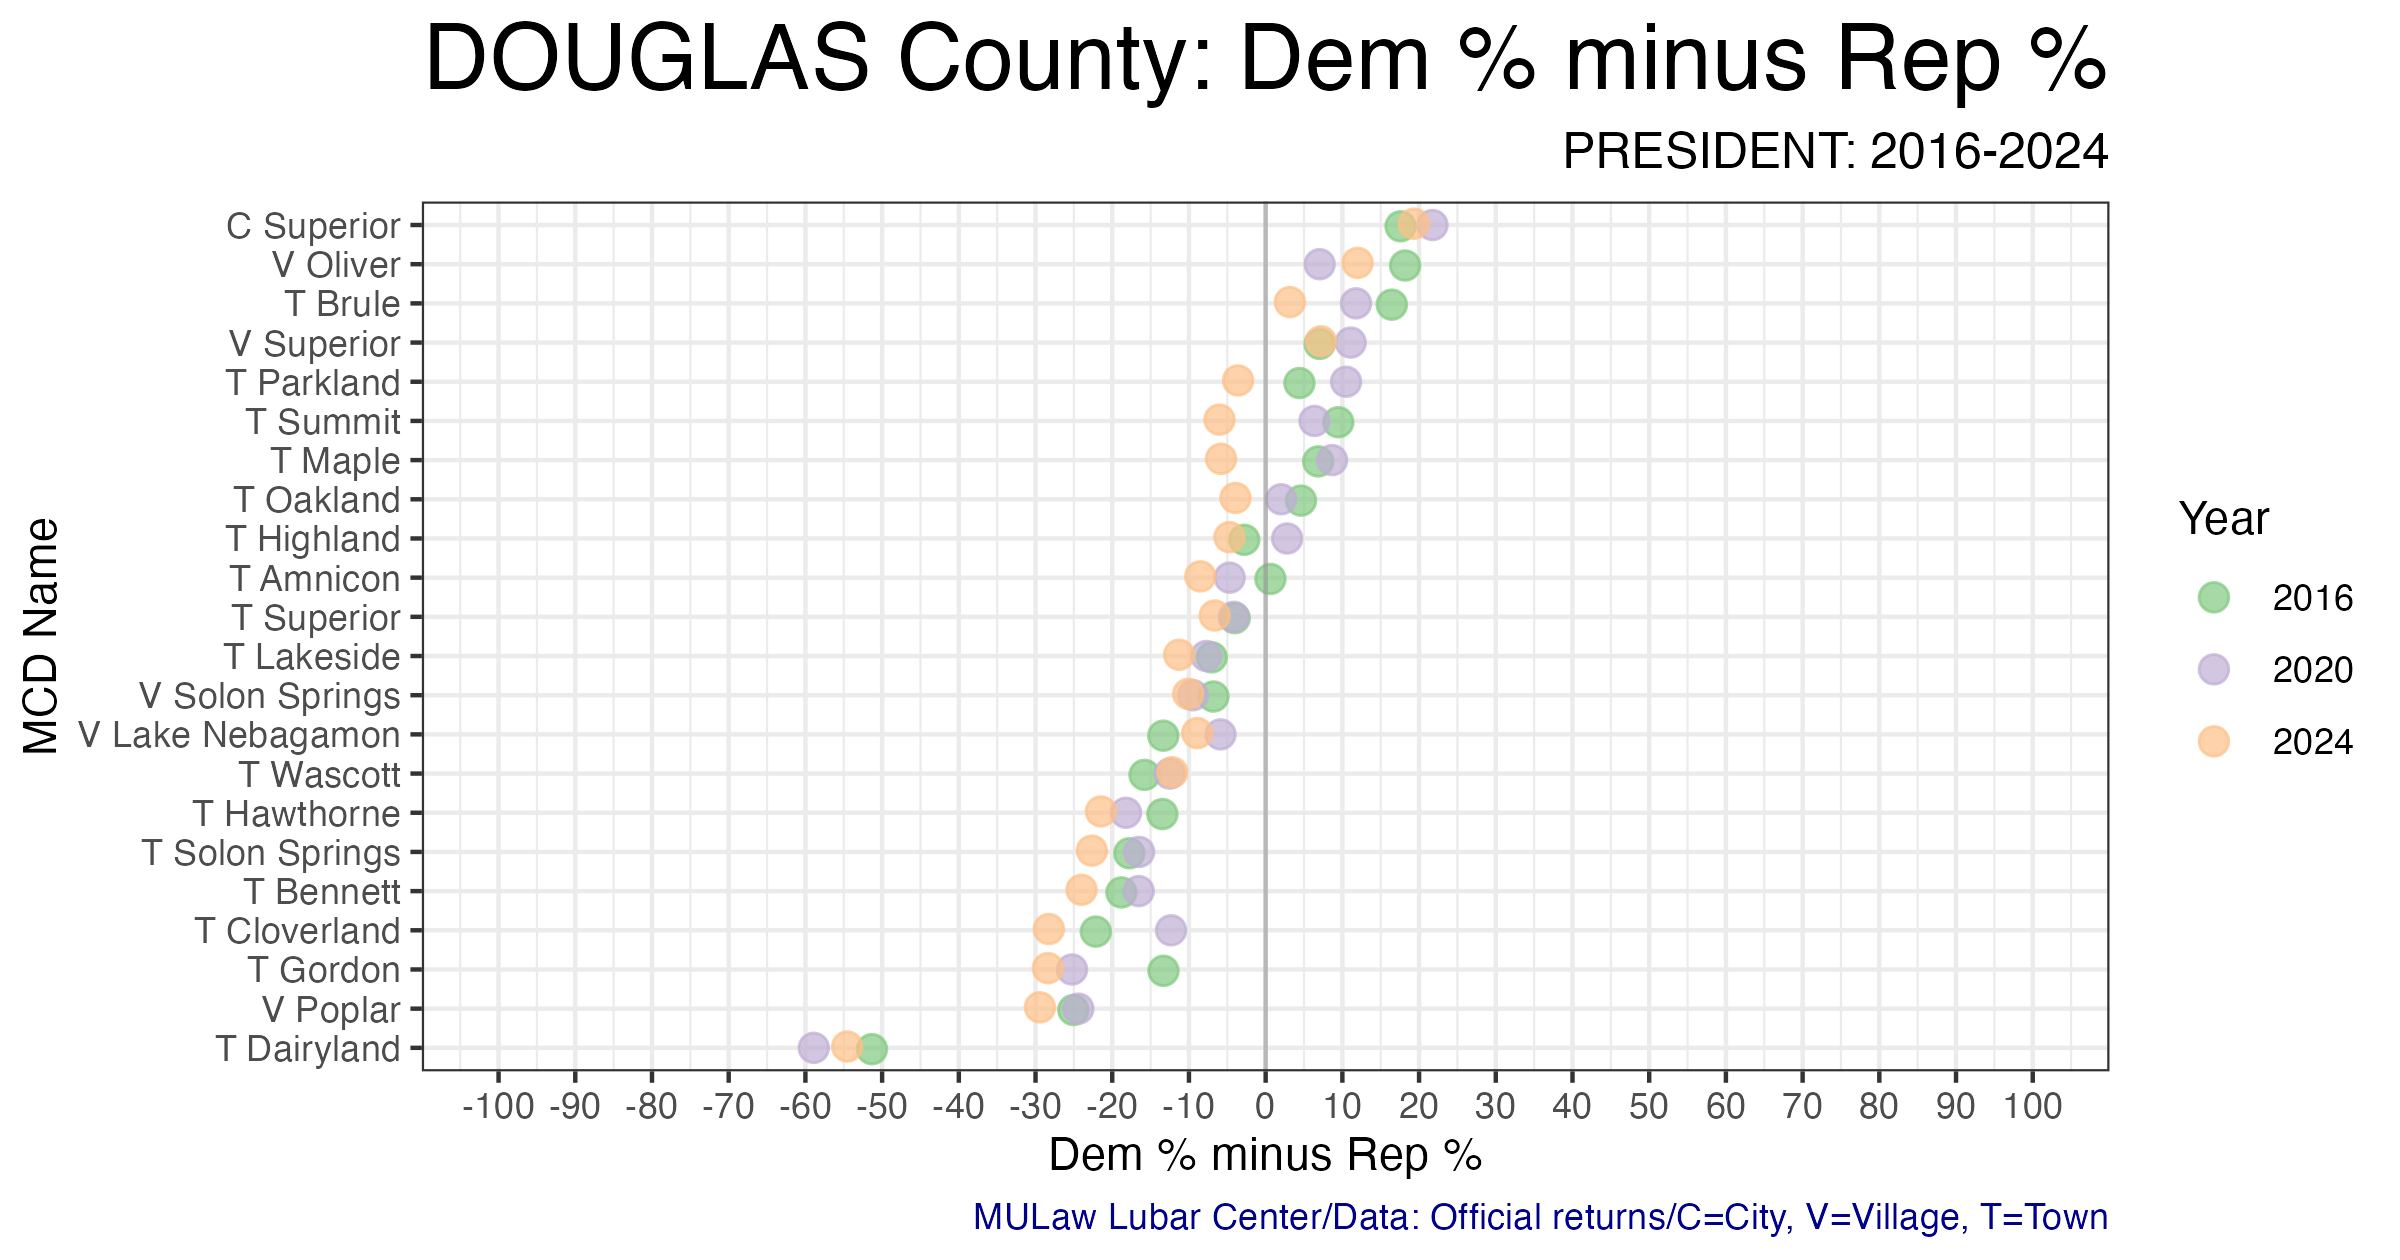 DOUGLAS County: Dem % minus Rep %
PRESIDENT: 2016-2024
MCD Name
C Superior
V Oliver
T Brule
V Superior
T Parkland
T Summit
T Maple
T Oakland
T Highland
T Amnicon
T Superior
T Lakeside
V Solon Springs
V Lake Nebagamon
T Wascott
T Hawthorne
T Solon Springs
T Bennett
T Cloverland
T Gordon
V Poplar
T Dairyland
-100 -90 -80 -70 -60 -50 -40 -30 -20 -10 0 10 20 30 40 50 60 70 80 90 100
Dem % minus Rep %
Year
2016
2020
2024
MULaw Lubar Center/Data: Official returns/C=City, V=Village, T=Town